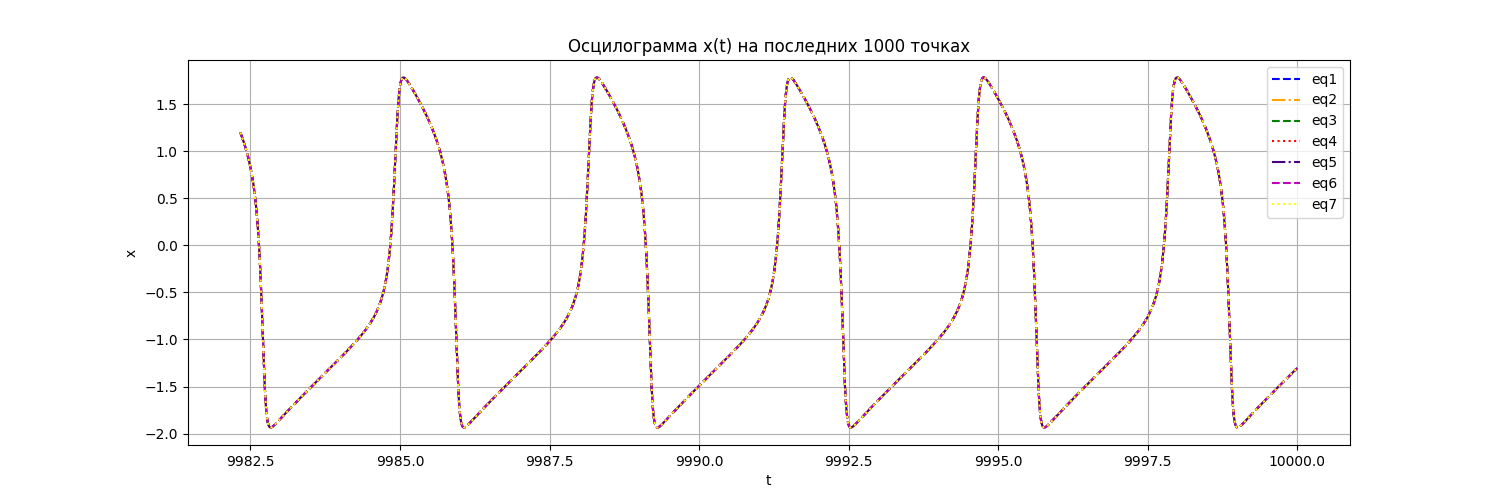 Осцилограмма x(t) на последних 1000 точках
x
1.5
1.0
0.5
0.0
−0.5
−1.0
−1.5
−2.0
eq1
eq2
eq3
eq4
eq5
eq6
eq7
9982.5
9985.0
9987.5
9990.0
9992.5
9995.0
9997.5
10000.0
t